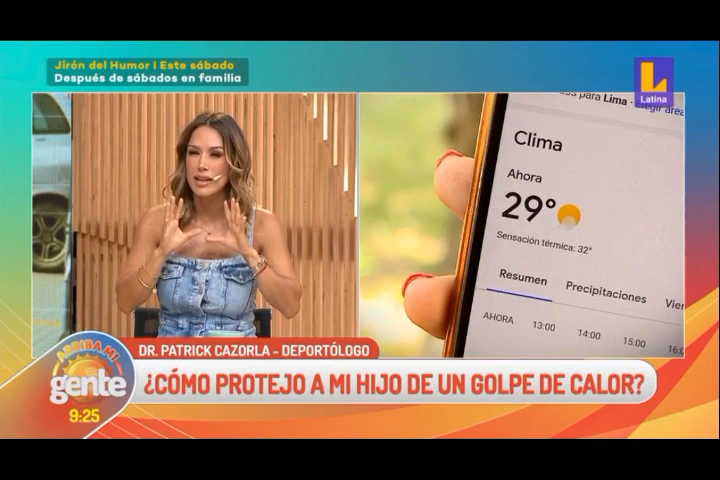 Jirón del Humor I Este sábado
Después de sábados en familia
Latina
para Lima
Clima
Ahora
29°
Sensación térmica: 32°
Resumen
Precipitaciones
AHORA
13:00
14:00
15:00
DR. PATRICK CAZORLA – DEPORTÓLOGO
ARRIBA MI
gente
¿CÓMO PROTEJO A MI HIJO DE UN GOLPE DE CALOR?
9:25